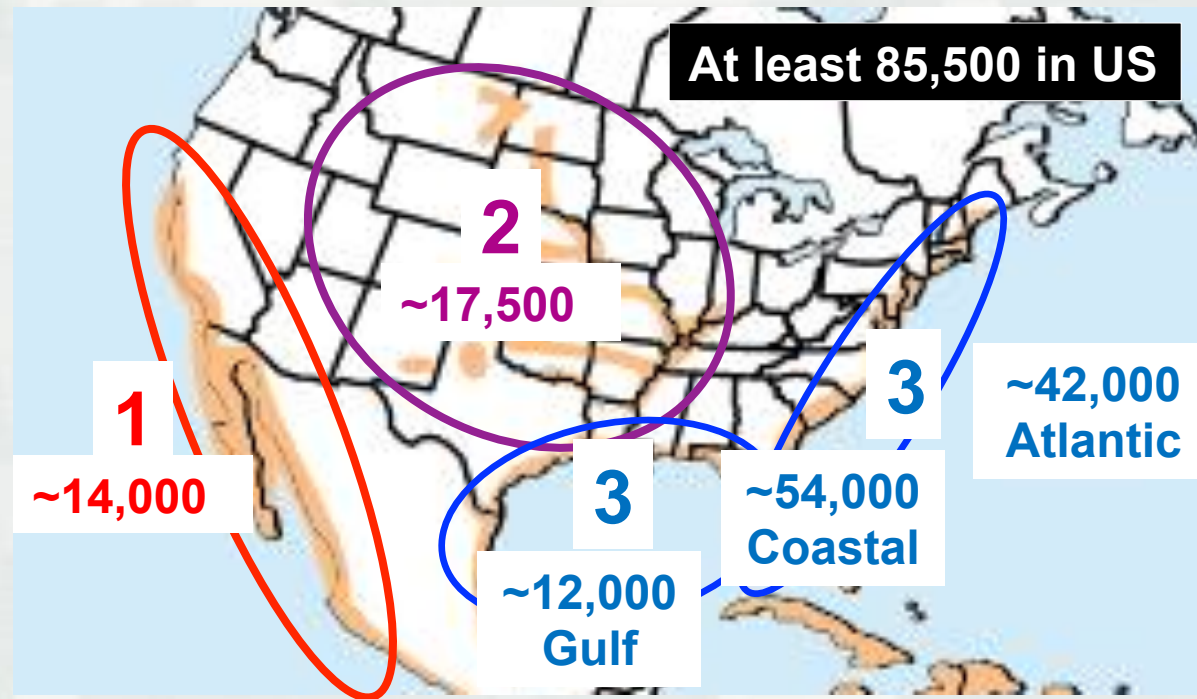 At least 85,500 in US
2
~17,500
1
~14,000
3
~42,000
Atlantic
3
~54,000
Coastal
~12,000
Gulf